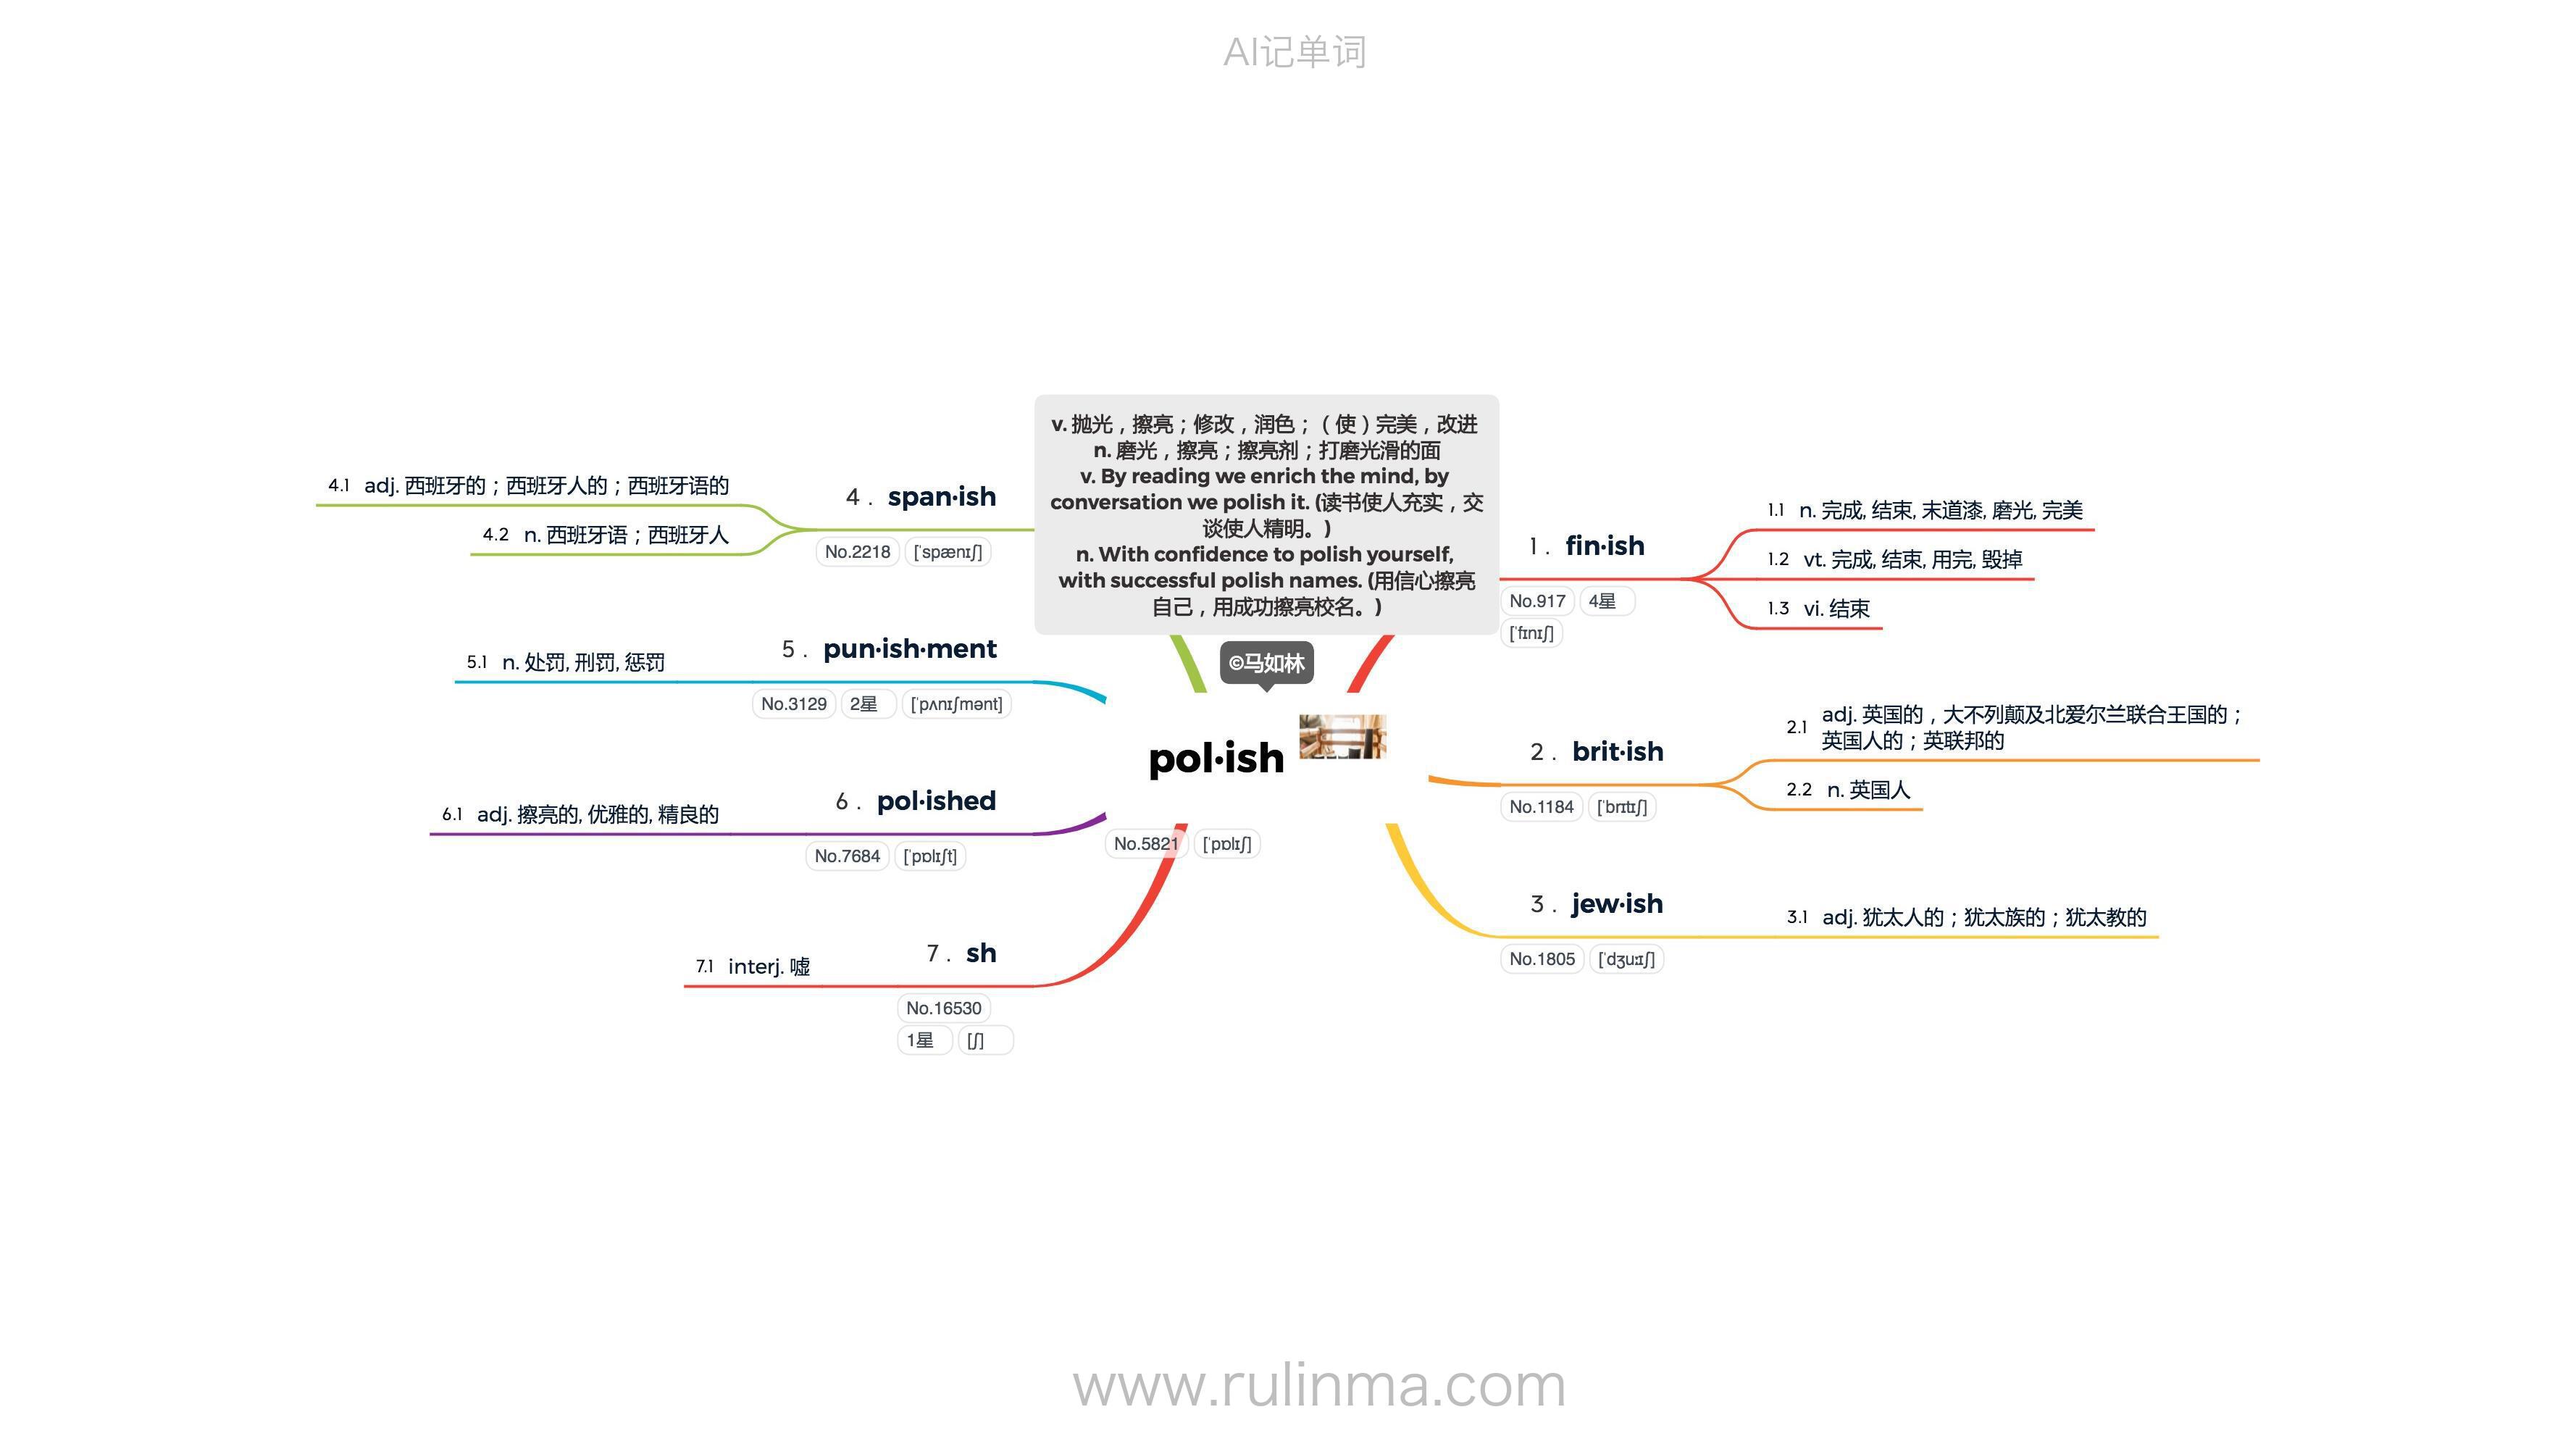 AI记单词
v. 抛光，擦亮；修改，润色；（使）完美，改进
n. 磨光，擦亮；擦亮剂；打磨光滑的面
v. By reading we enrich the mind, by
conversation we polish it. (读书使人充实，交
谈使人精明。)
n. With confidence to polish yourself,
with successful polish names. (用信心擦亮
自己，用成功擦亮校名。)
©马如林
pol·ish
No.5821 [ˈpɒlɪʃ]
1 . fin·ish
No.917 4星
[ˈfɪnɪʃ]
1.1 n. 完成, 结束, 末道漆, 磨光, 完美
1.2 vt. 完成, 结束, 用完, 毁掉
1.3 vi. 结束
2 . brit·ish
No.1184 [ˈbrɪtɪʃ]
2.1 adj. 英国的，大不列颠及北爱尔兰联合王国的；
英国人的；英联邦的
2.2 n. 英国人
3 . jew·ish
No.1805 [ˈdʒuːɪʃ]
3.1 adj. 犹太人的；犹太族的；犹太教的
4 . span·ish
No.2218 [ˈspænɪʃ]
4.1 adj. 西班牙的；西班牙人的；西班牙语的
4.2 n. 西班牙语；西班牙人
5 . pun·ish·ment
No.3129 2星 [ˈpʌnɪʃmənt]
5.1 n. 处罚, 刑罚, 惩罚
6 . pol·ished
No.7684 [ˈpɒlɪʃt]
6.1 adj. 擦亮的, 优雅的, 精良的
7 . sh
No.16530
1星 [ʃ]
7.1 interj. 嘘
www.rulinma.com